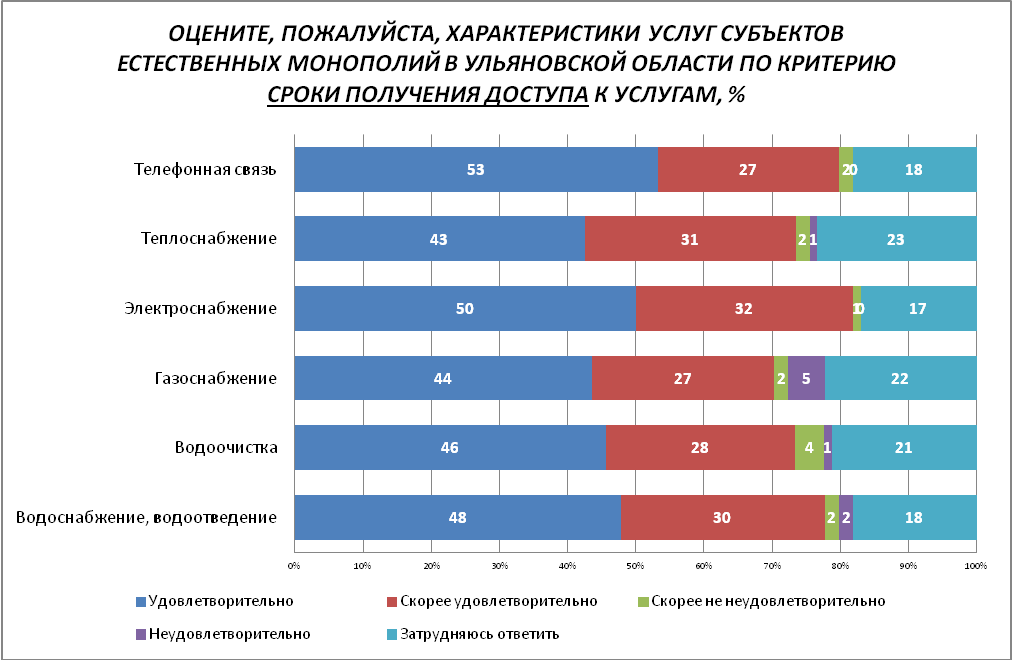 ОЦЕНИТЕ, ПОЖАЛУЙСТА, ХАРАКТЕРИСТИКИ УСЛУГ СУБЪЕКТОВ
ЕСТЕСТВЕННЫХ МОНОПОЛИЙ В УЛЬЯНОВСКОЙ ОБЛАСТИ ПО КРИТЕРИЮ
СРОКИ ПОЛУЧЕНИЯ ДОСТУПА К УСЛУГАМ, %
Телефонная связь 53 27 2 0 18
Теплоснабжение 43 31 2 1 23
Электроснабжение 50 32 1 0 17
Газоснабжение 44 27 2 5 22
Водоочистка 46 28 4 1 21
Водоснабжение, водоотведение 48 30 2 2 18
0% 10% 20% 30% 40% 50% 60% 70% 80% 90% 100%
Удовлетворительно Скорее удовлетворительно Скорее не неудовлетворительно
Неудовлетворительно Затрудняюсь ответить